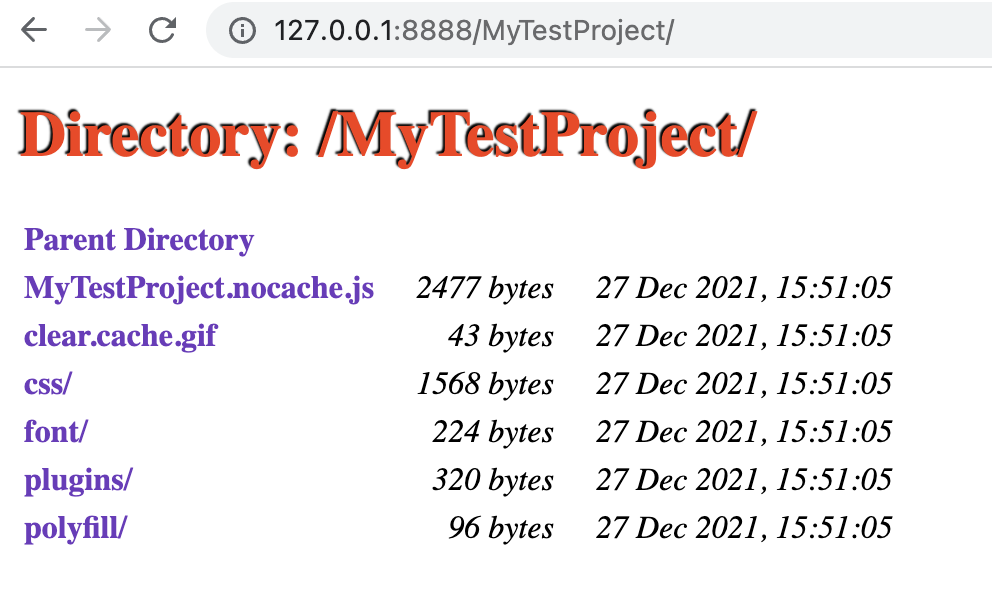 127.0.0.1:8888/MyTestProject/
Directory: /MyTestProject/
Parent Directory
MyTestProject.nocache.js 2477 bytes 27 Dec 2021, 15:51:05
clear.cache.gif 43 bytes 27 Dec 2021, 15:51:05
css/ 1568 bytes 27 Dec 2021, 15:51:05
font/ 224 bytes 27 Dec 2021, 15:51:05
plugins/ 320 bytes 27 Dec 2021, 15:51:05
polyfill/ 96 bytes 27 Dec 2021, 15:51:05